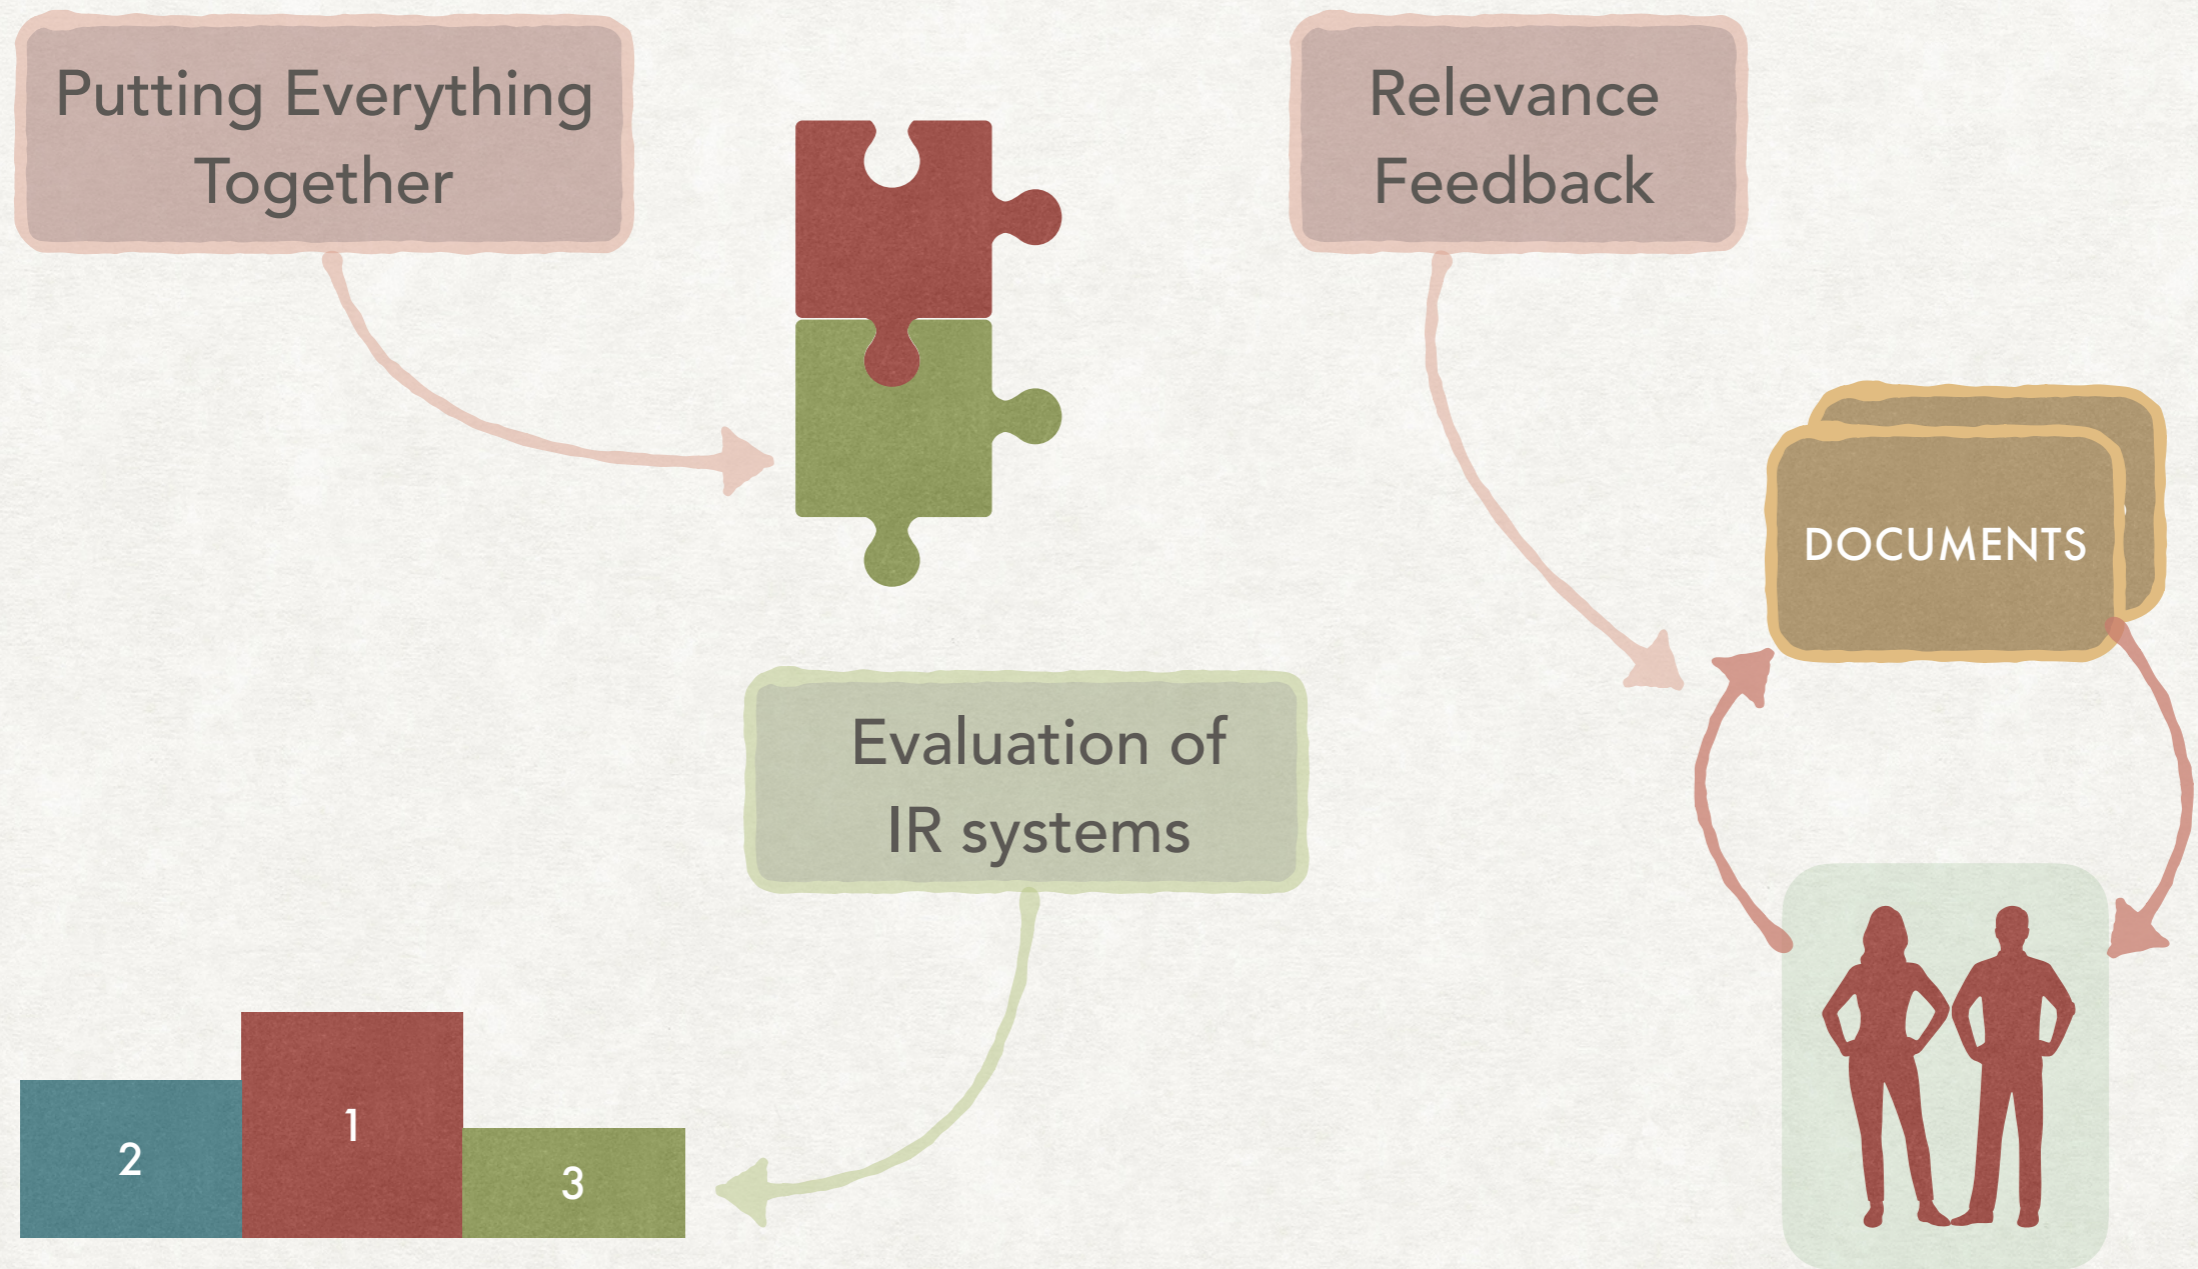 Putting Everything
Together
Relevance
Feedback
DOCUMENTS
Evaluation of
IR systems
2
1
3